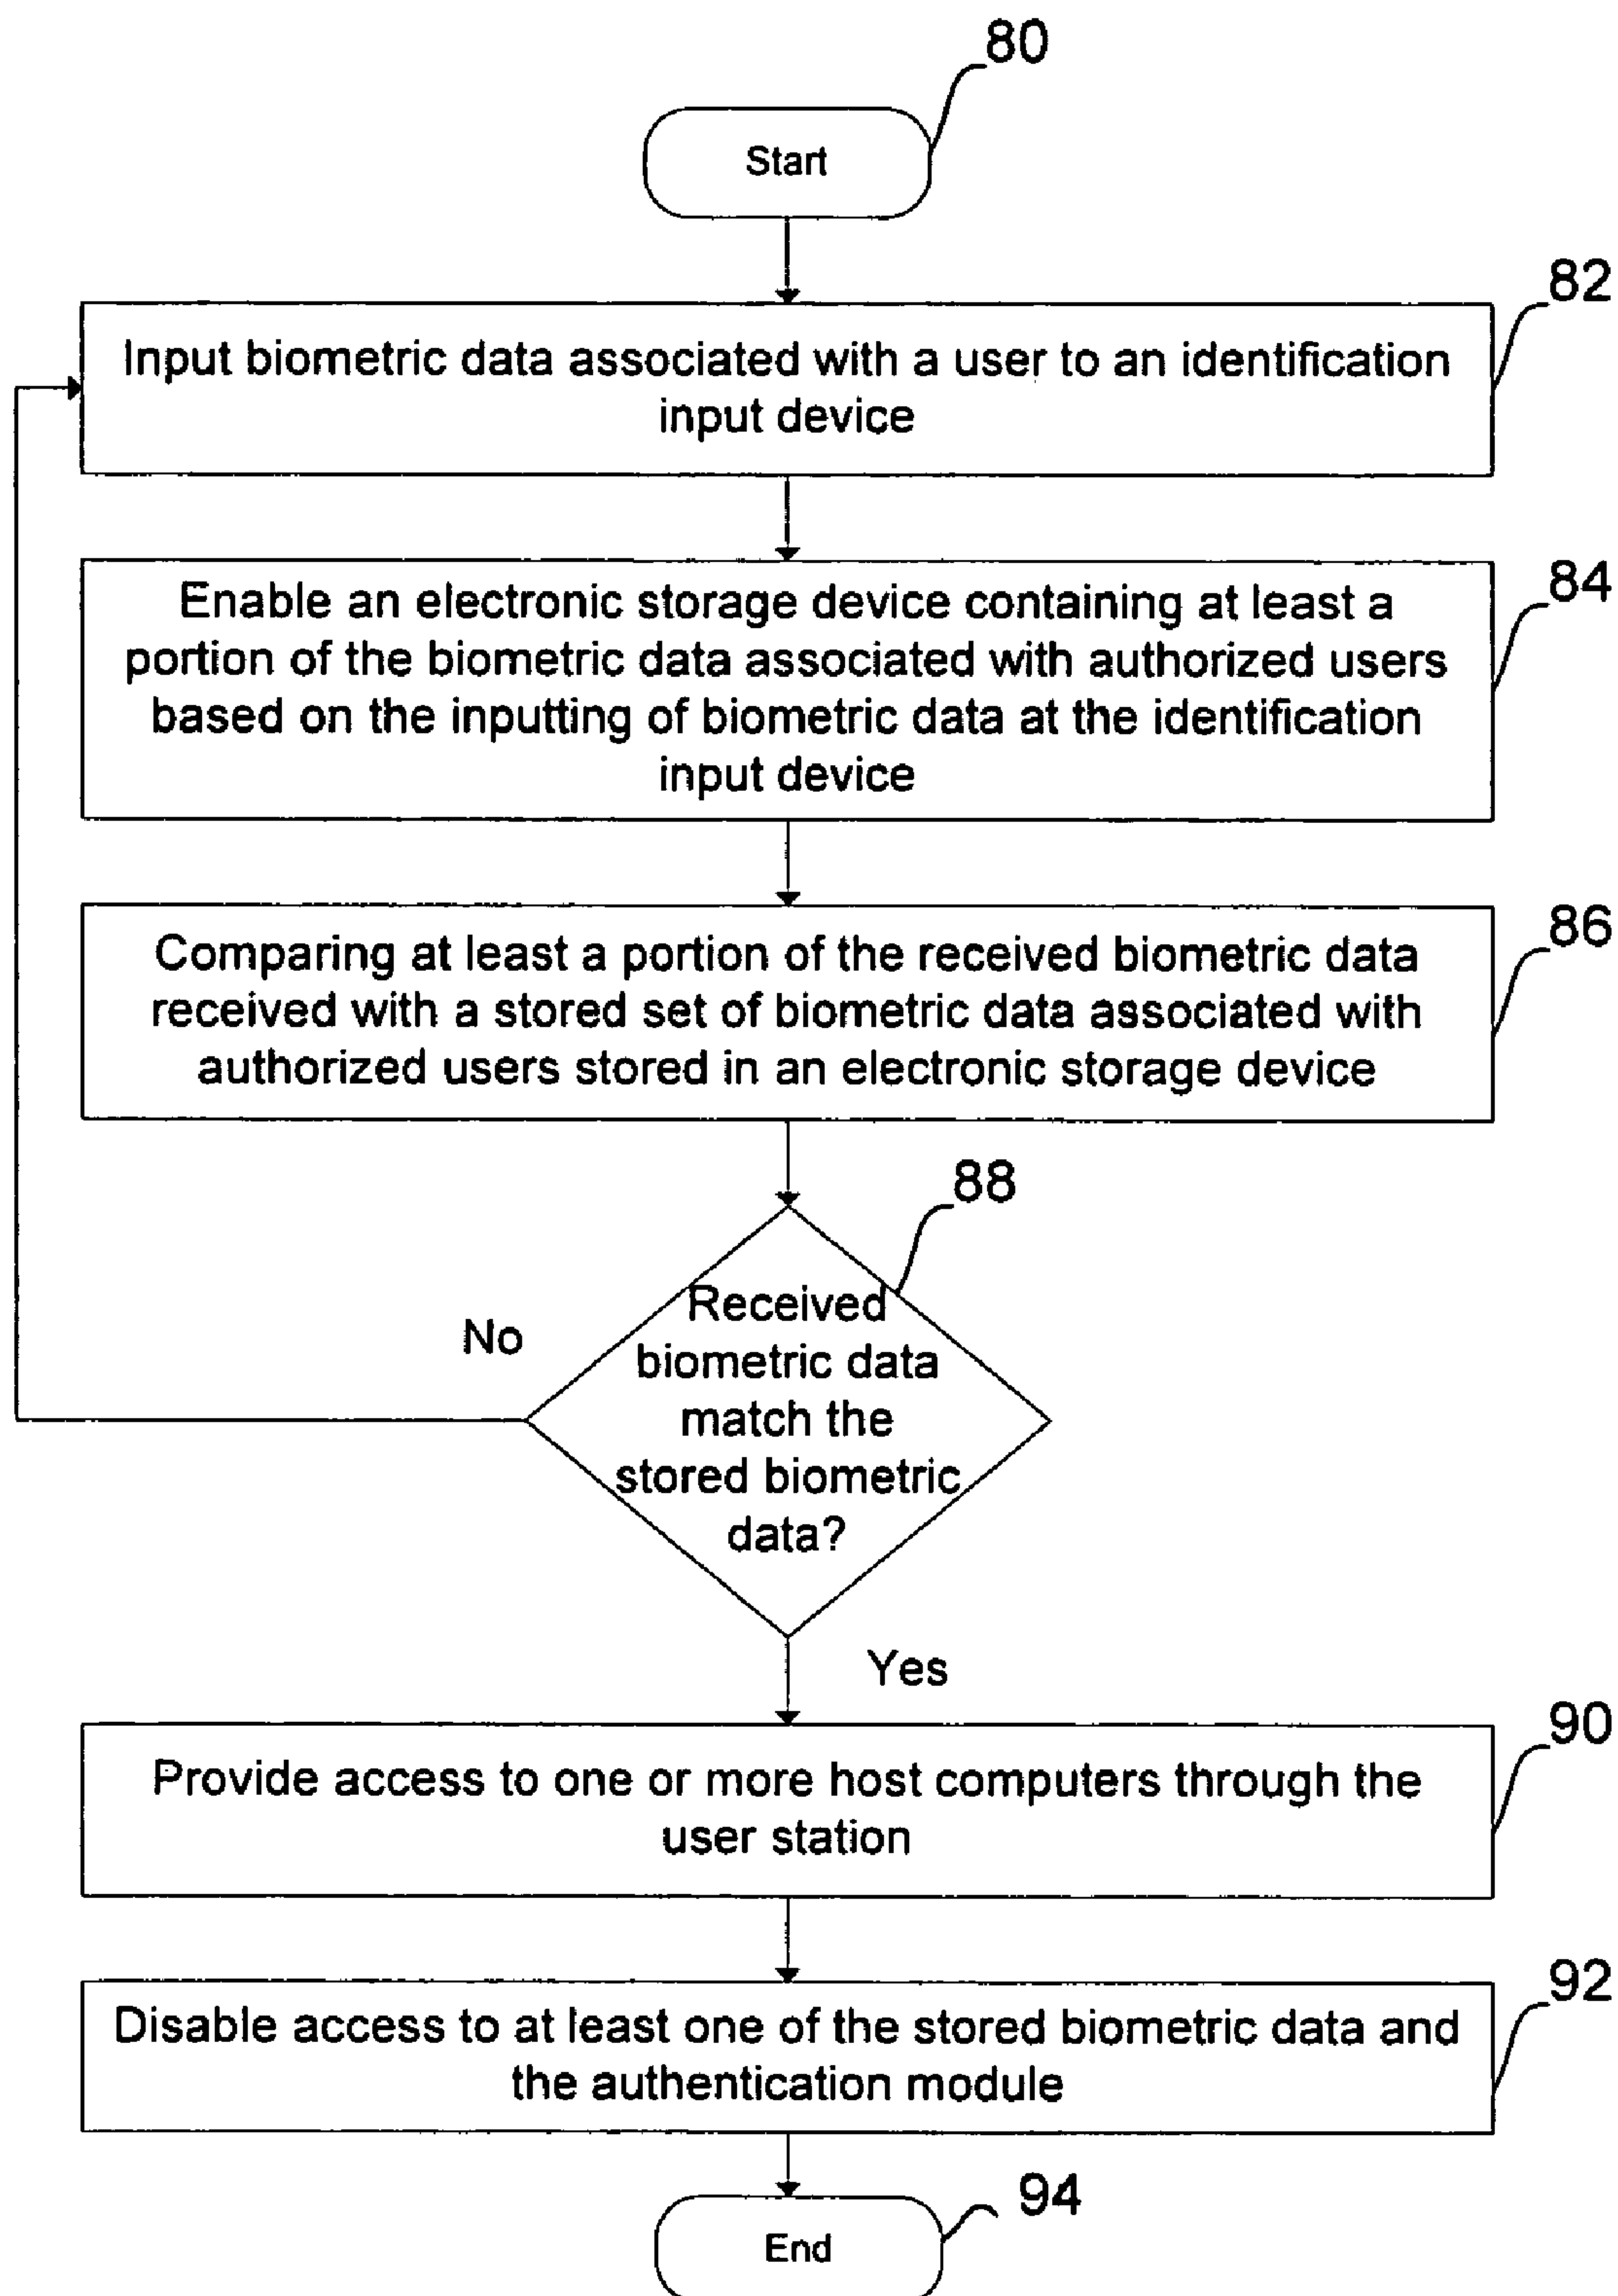 80
Start
82
Input biometric data associated with a user to an identification
input device
84
Enable an electronic storage device containing at least a
portion of the biometric data associated with authorized users
based on the inputting of biometric data at the identification
input device
86
Comparing at least a portion of the received biometric data
received with a stored set of biometric data associated with
authorized users stored in an electronic storage device
88
Received
biometric data
match the
stored biometric
data?
No
Yes
90
Provide access to one or more host computers through the
user station
92
Disable access to at least one of the stored biometric data and
the authentication module
94
End